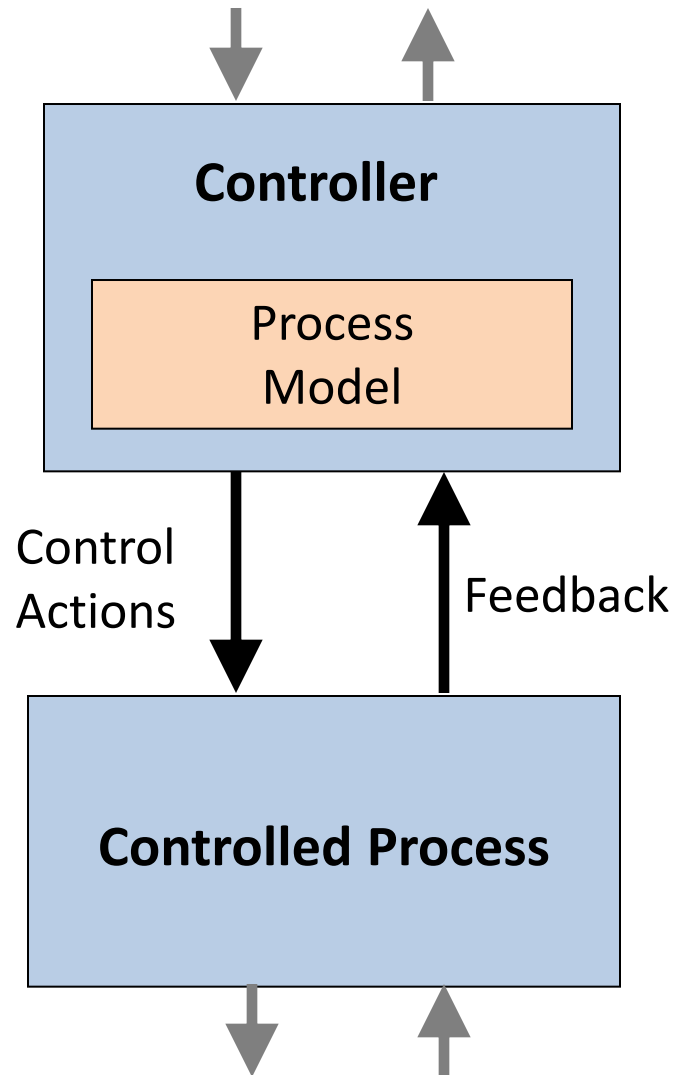 Controller
Process
Model
Control
Actions
Feedback
Controlled Process